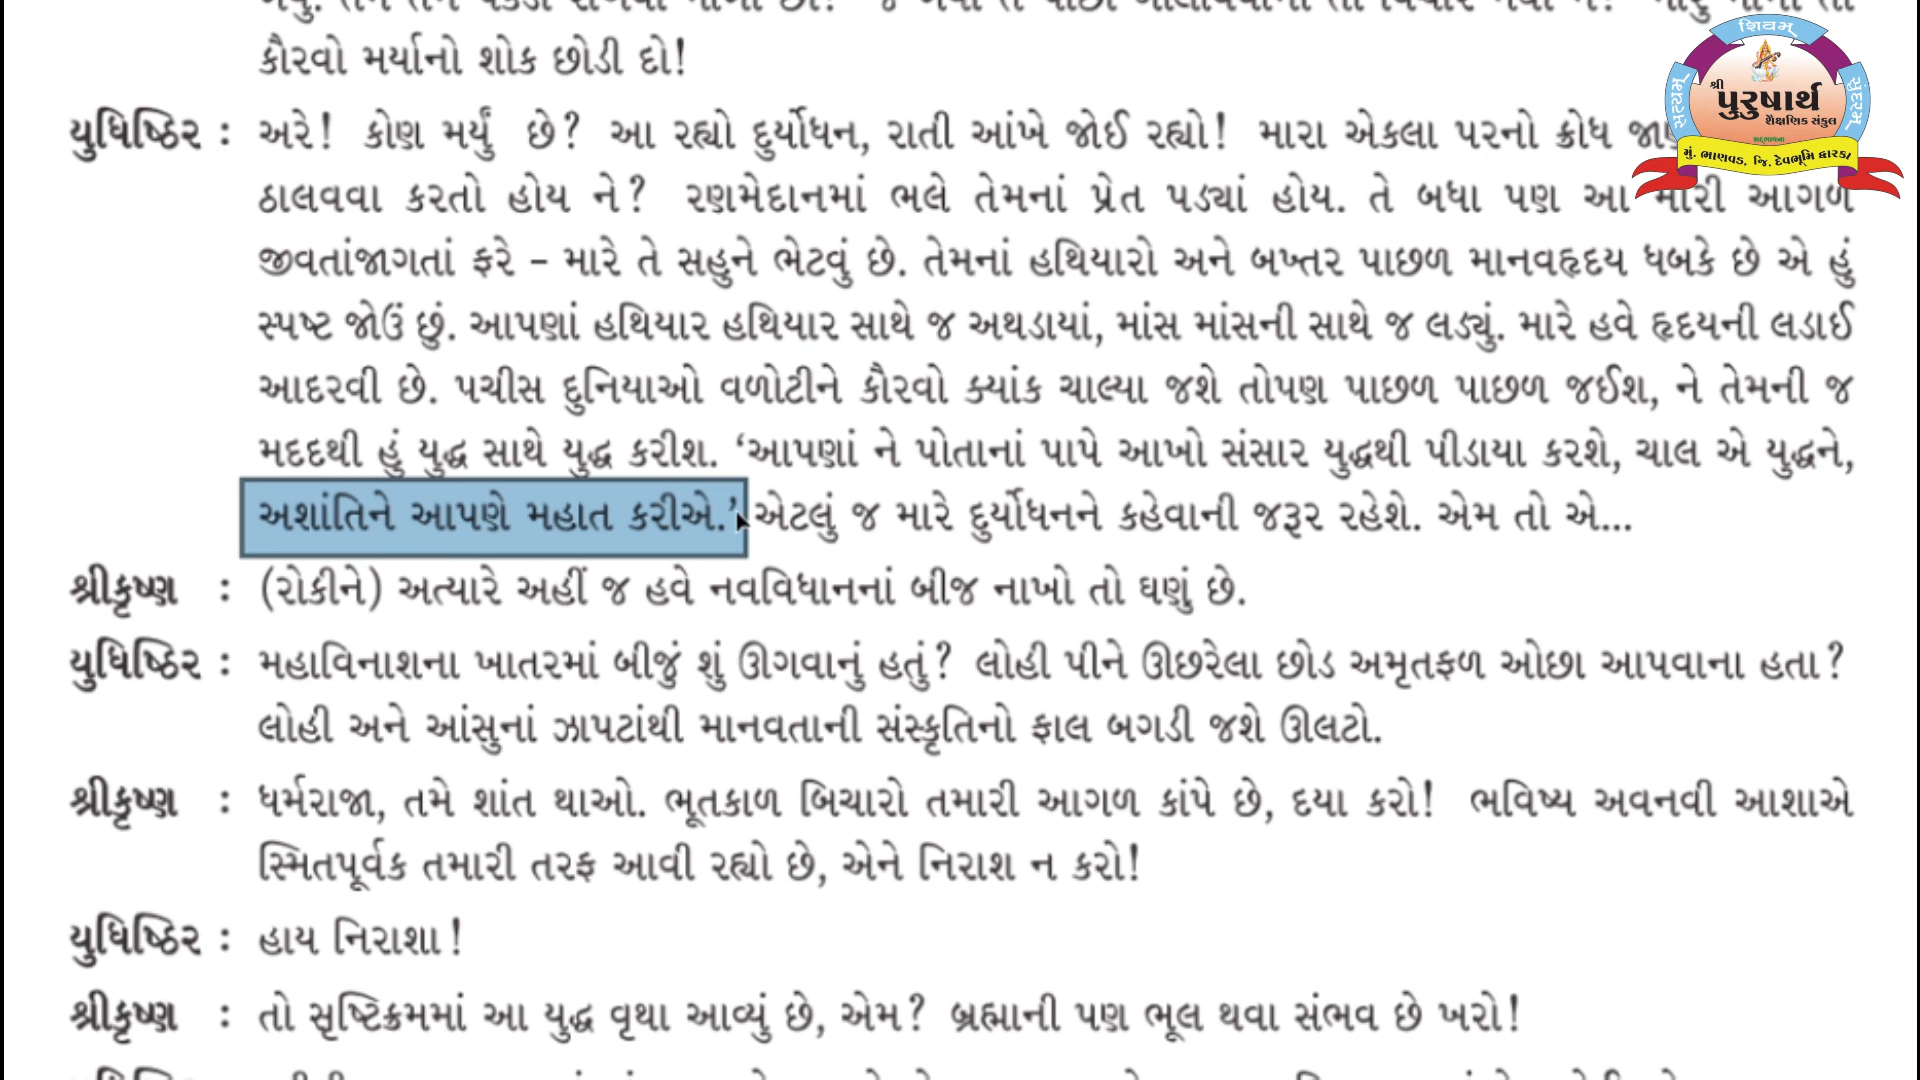 કૌરવો મર્યાનો શોક છોડી દો!
યુધિષ્ઠિર : અરે! કોણ મર્યું છે? આ રહ્યો દુર્યોધન, રાતી આંખે જોઈ રહ્યો! મારા એકલા પરનો ક્રોધ
ઠાલવવા કરતો હોય ને? રણમેદાનમાં ભલે તેમનાં પ્રેત પડ્યાં હોય. તે બધા પણ આ મારી આગળ
જીવતાંજાગતાં ફરે – મારે તે સહુને ભેટવું છે. તેમનાં હથિયારો અને બખ્તર પાછળ માનવહૃદય ધબકે છે એ હું
સ્પષ્ટ જોઉં છું. આપણાં હથિયાર હથિયાર સાથે જ અથડાયાં, માંસ માંસની સાથે જ લડ્યું. મારે હવે હૃદયની લડાઈ
આદરવી છે. પચીસ દુનિયાઓ વળોટીને કૌરવો ક્યાંક ચાલ્યા જશે તોપણ પાછળ પાછળ જઈશ, ને તેમની જ
મદદથી હું યુદ્ધ સાથે યુદ્ધ કરીશ. ‘આપણાં ને પોતાનાં પાપે આખો સંસાર યુદ્ધથી પીડાયા કરશે, ચાલ એ યુદ્ધને,
અશાંતિને આપણે મહાત કરીએ.’ એટલું જ મારે દુર્યોધનને કહેવાની જરૂર રહેશે. એમ તો એ...
શ્રીકૃષ્ણ : (રોકીને) અત્યારે અહીં જ હવે નવવિધાનનાં બીજ નાખો તો ઘણું છે.
યુધિષ્ઠિર : મહાવિનાશના ખાતરમાં બીજું શું ઊગવાનું હતું? લોહી પીને ઊછરેલા છોડ અમૃતફળ ઓછા આપવાના હતા?
લોહી અને આંસુનાં ઝાપટાંથી માનવતાની સંસ્કૃતિનો ફાલ બગડી જશે ઊલટો.
શ્રીકૃષ્ણ : ધર્મરાજા, તમે શાંત થાઓ. ભૂતકાળ બિચારો તમારી આગળ કાંપે છે, દયા કરો! ભવિષ્ય અવનવી આશાએ
સ્મિતપૂર્વક તમારી તરફ આવી રહ્યો છે, એને નિરાશ ન કરો!
યુધિષ્ઠિર : હાય નિરાશા!
શ્રીકૃષ્ણ : તો સૃષ્ટિક્રમમાં આ યુદ્ધ વૃથા આવ્યું છે, એમ? બ્રહ્માની પણ ભૂલ થવા સંભવ છે ખરો!
સત્યમ્ શિવમ્ સુંદરમ્
શ્રી
પુરુષાર્થ
શૈક્ષણિક સંકુલ
મું. ભાણવડ, જિ. દેવભૂમિ દ્વારકા